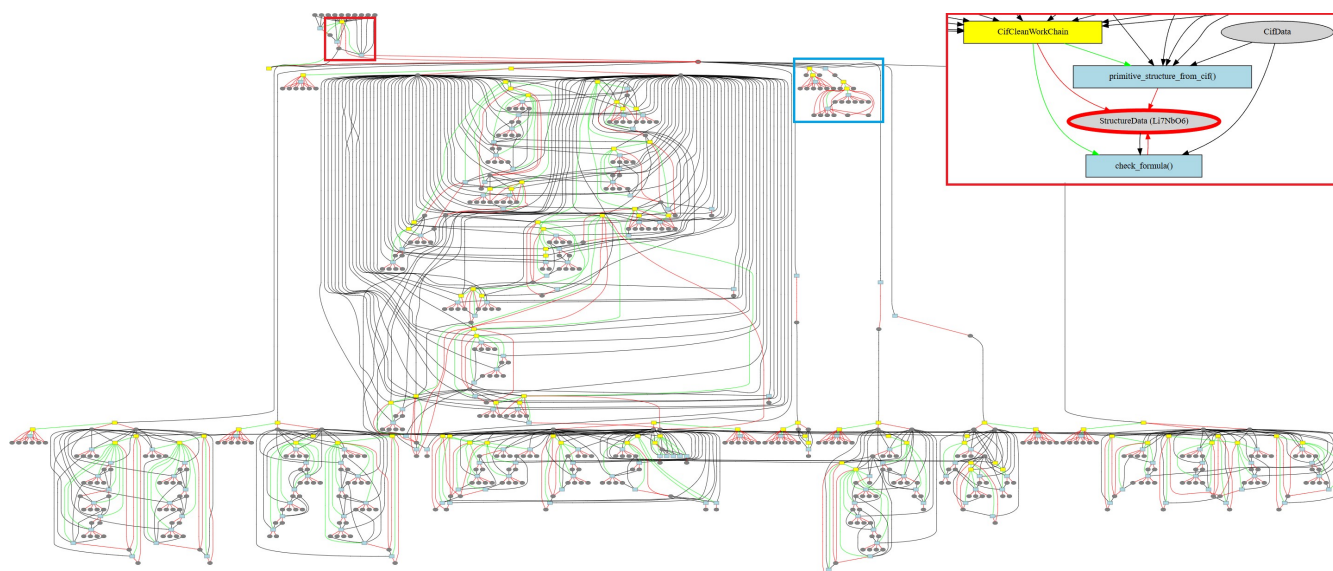 CifCleanWorkChain
CifData
primitive_structure_from_cif()
StructureData (Li7NbO6)
check_formula()